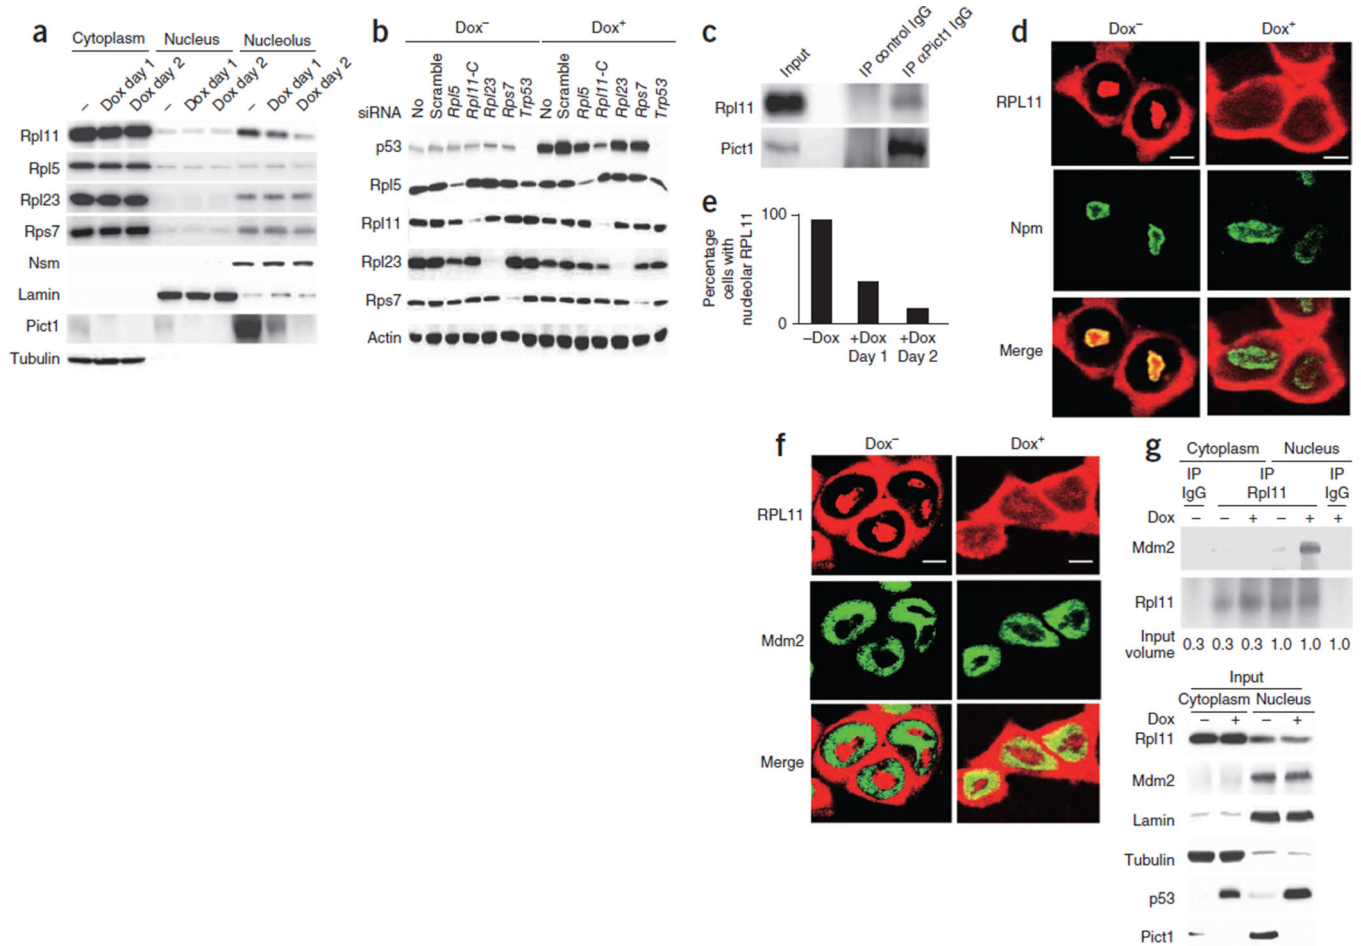 a
Cytoplasm Nucleus Nucleolus
– Dox day 1 Dox day 2 – Dox day 1 Dox day 2 – Dox day 1 Dox day 2
Rpl11
Rpl5
Rpl23
Rps7
Nsm
Lamin
Pict1
Tubulin
b
Dox– Dox+
siRNA No Scramble Rpl5 Rpl11-C Rpl23 Rps7 Trp53 No Scramble Rpl5 Rpl11-C Rpl23 Rps7 Trp53
p53
Rpl5
Rpl11
Rpl23
Rps7
Actin
c
Input IP control IgG IP αPict1 IgG
Rpl11
Pict1
d
Dox– Dox+
RPL11
Npm
Merge
e
Percentage
cells with
nucleolar RPL11
100
0
–Dox +Dox +Dox
Day 1 Day 2
f
Dox– Dox+
RPL11
Mdm2
Merge
g
Cytoplasm Nucleus
IP IP IP
IgG Rpl11 IgG
Dox – – + – + +
Mdm2
Rpl11
Input
volume 0.3 0.3 0.3 1.0 1.0 1.0
Input
Cytoplasm Nucleus
Dox – + – +
Rpl11
Mdm2
Lamin
Tubulin
p53
Pict1